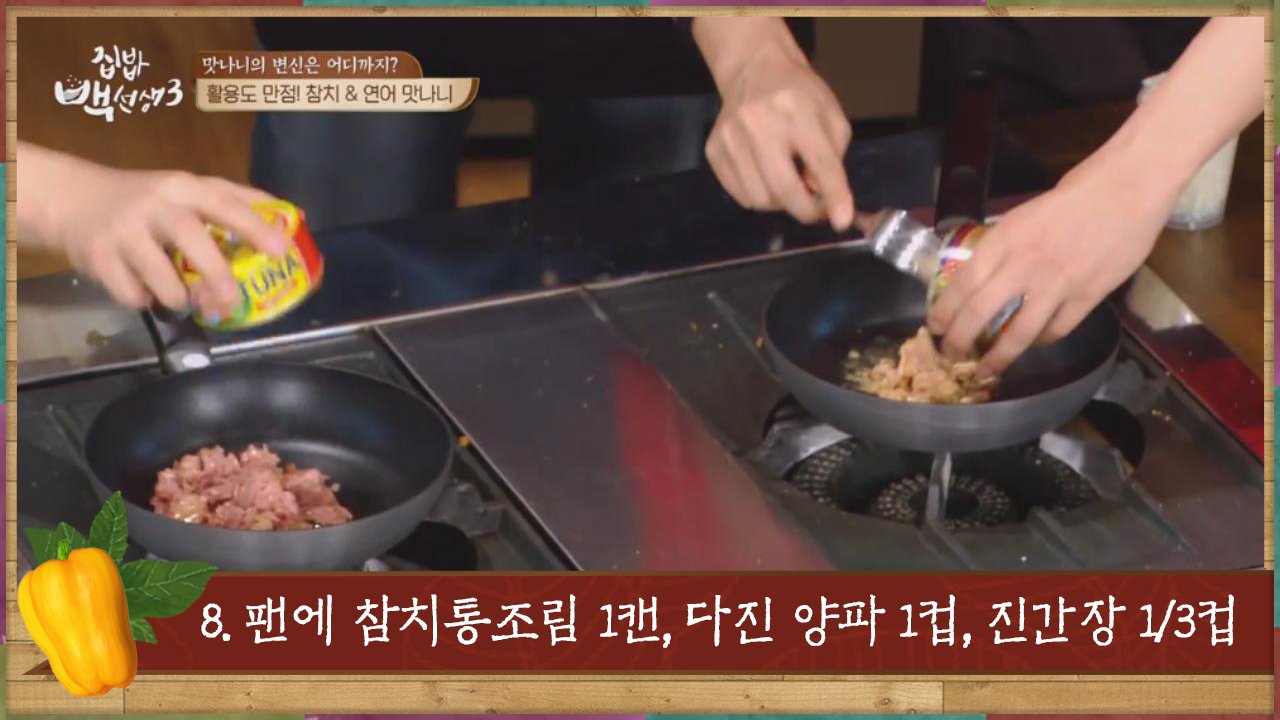 집밥
백선생3
맛나니의 변신은 어디까지?
활용도 만점! 참치 & 연어 맛나니
TUNA
8. 팬에 참치통조림 1캔, 다진 양파 1컵, 진간장 1/3컵